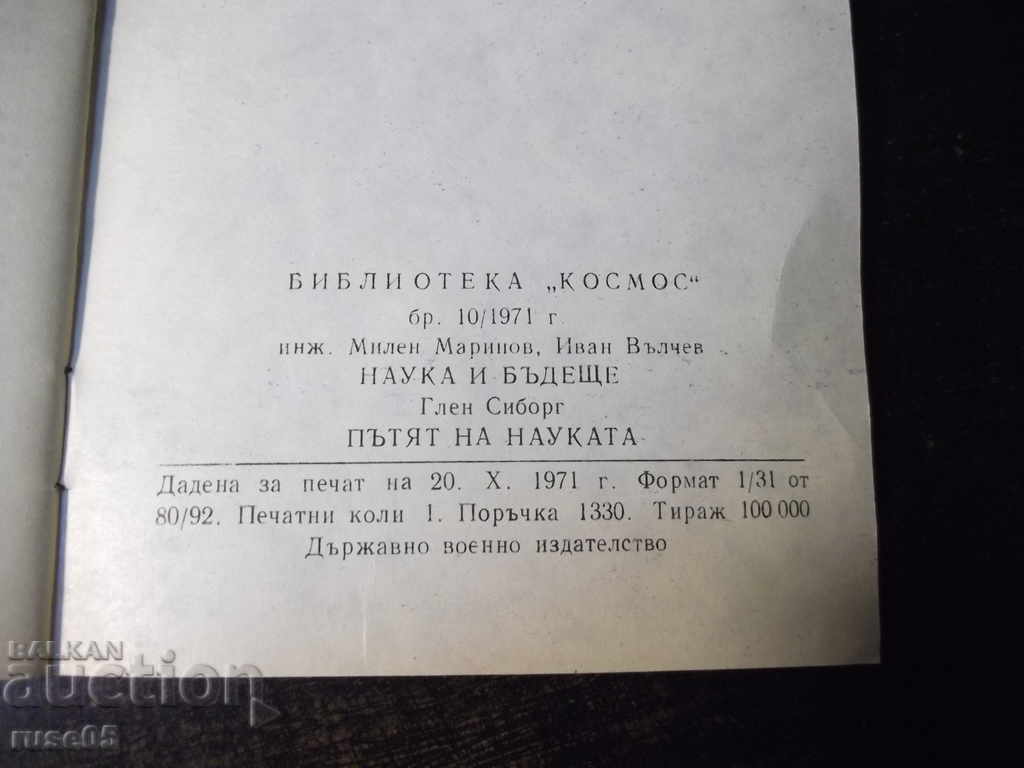 БИБЛИОТЕКА „КОСМОС“
бр. 10/1971 г.
инж. Милен Маринов, Иван Вълчев
НАУКА И БЪДЕЩЕ
Глен Сиборг
ПЪТЯТ НА НАУКАТА
Дадена за печат на 20. X. 1971 г. Формат 1/31 от
80/92. Печатни коли 1. Поръчка 1330. Тираж 100 000
Държавно военно издателство
BALKAN
auction
ruse05